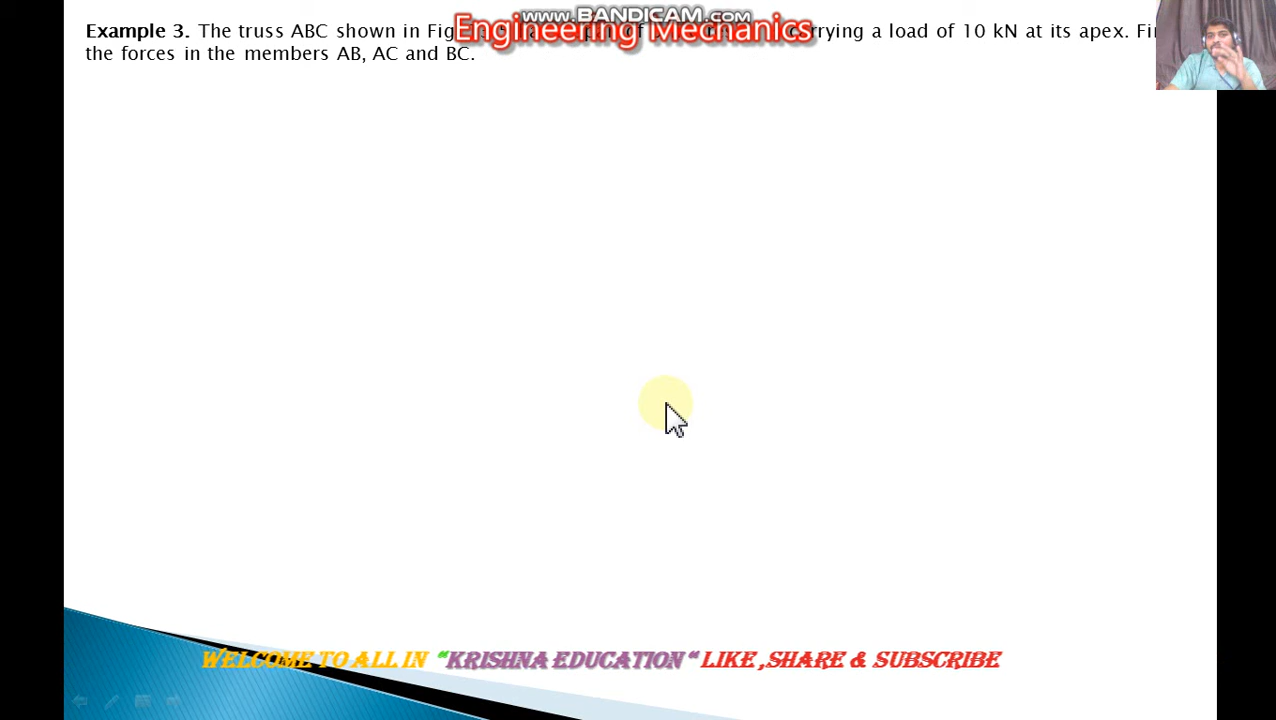 www.BANDICAM.com
Engineering Mechanics
Example 3. The truss ABC shown in Fig carrying a load of 10 kN at its apex.
the forces in the members AB, AC and BC.
WELCOME TO ALL IN “KRISHNA EDUCATION“ LIKE ,SHARE & SUBSCRIBE